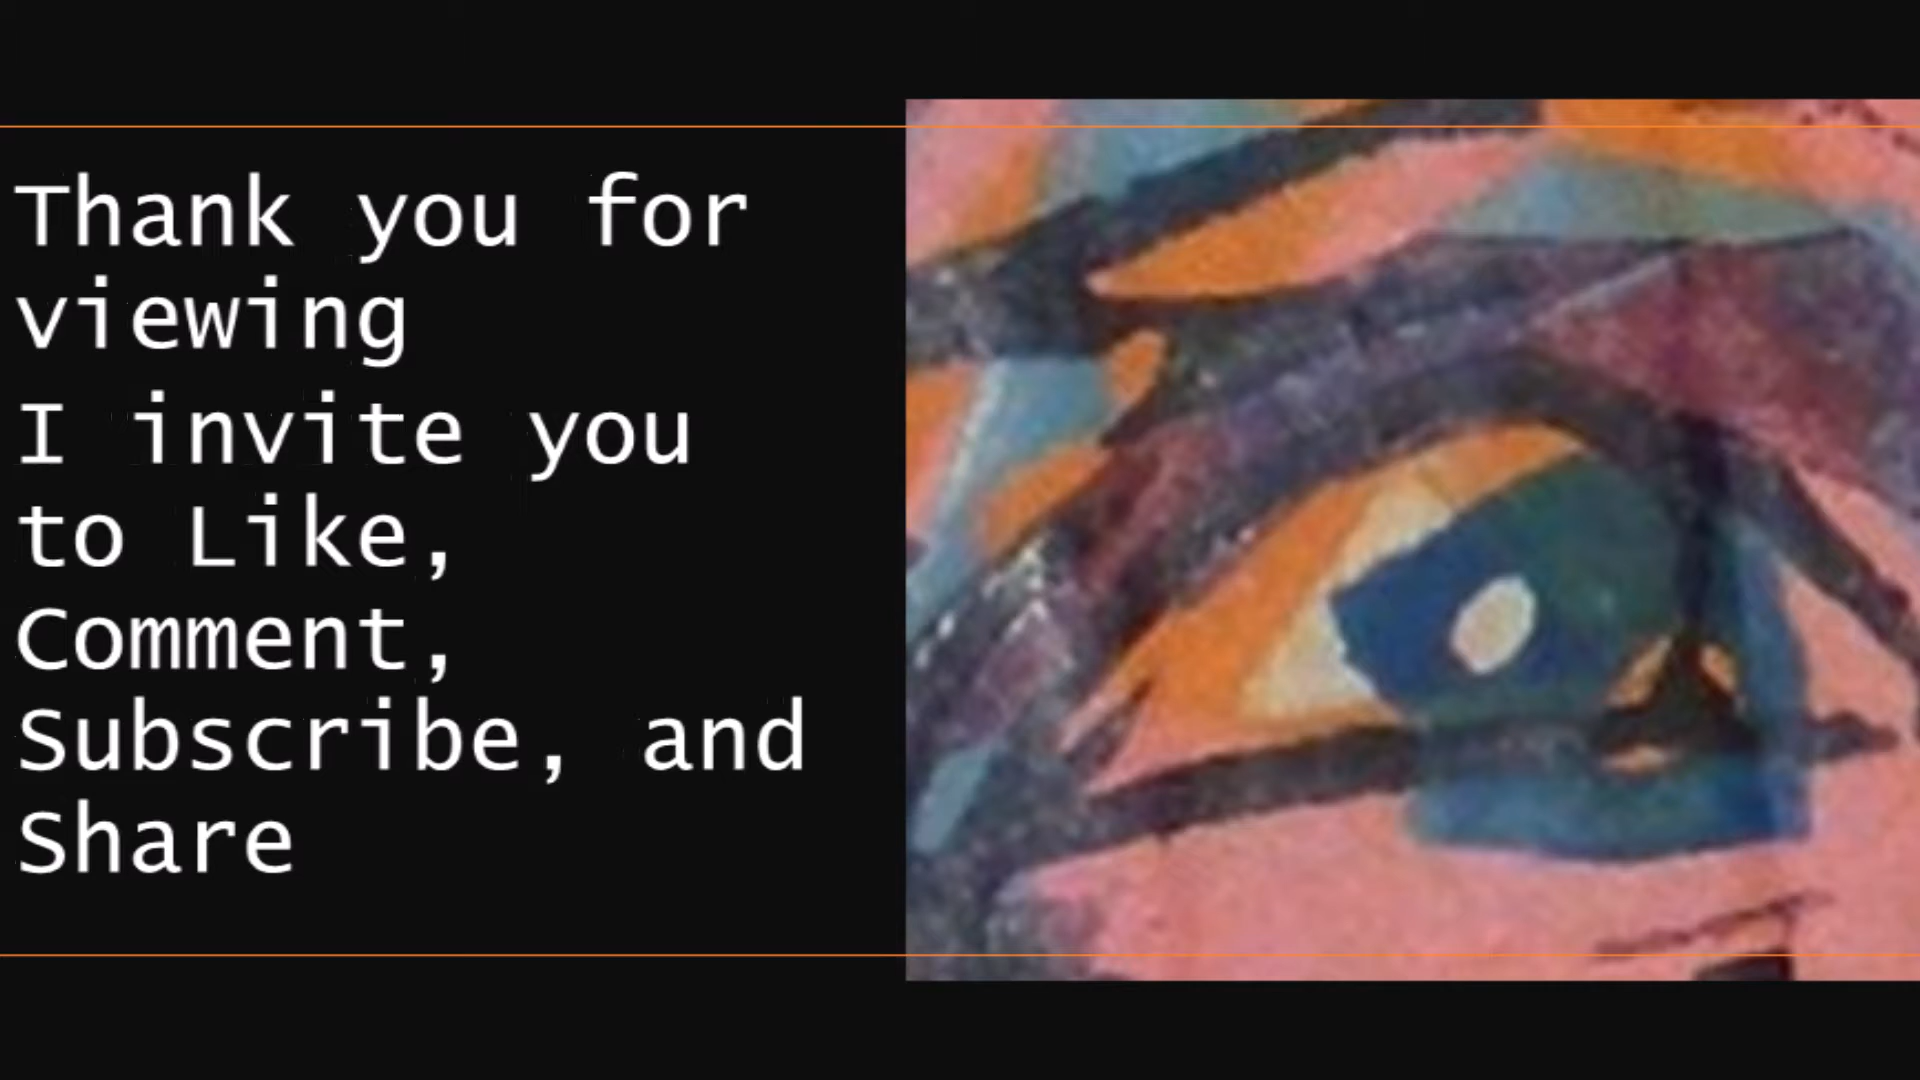 Thank you for
viewing
I invite you
to Like,
Comment,
Subscribe, and
Share